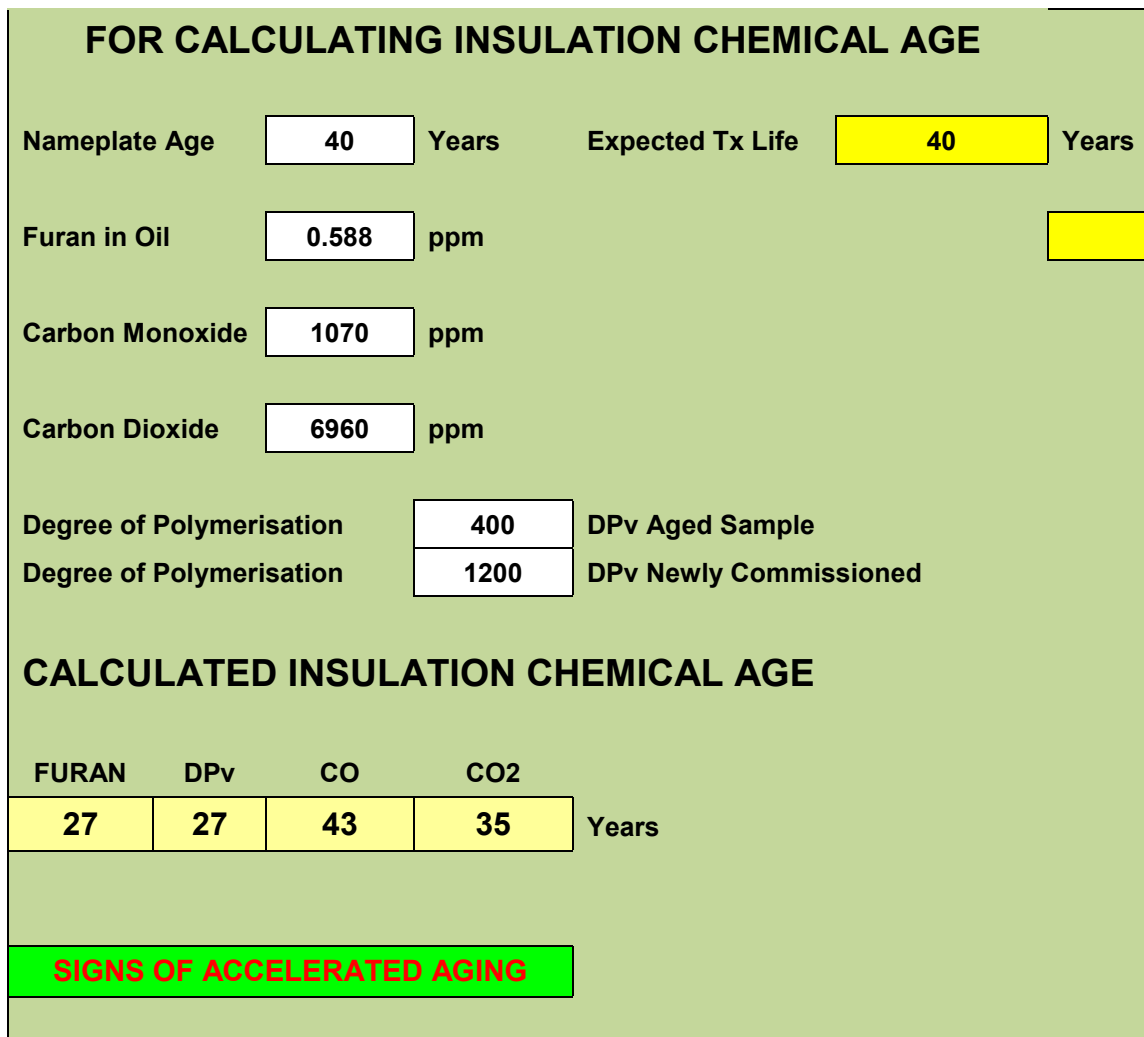 FOR CALCULATING INSULATION CHEMICAL AGE
Nameplate Age 40 Years Expected Tx Life 40 Years
Furan in Oil 0.588 ppm
Carbon Monoxide 1070 ppm
Carbon Dioxide 6960 ppm
Degree of Polymerisation 400 DPv Aged Sample
Degree of Polymerisation 1200 DPv Newly Commissioned
CALCULATED INSULATION CHEMICAL AGE
FURAN DPv CO CO2
27 27 43 35 Years
SIGNS OF ACCELERATED AGING